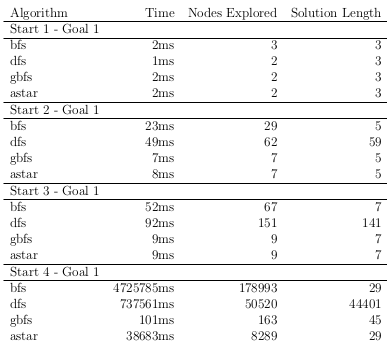 Algorithm Time Nodes Explored Solution Length
Start 1 - Goal 1
bfs 2ms 3 3
dfs 1ms 2 3
gbfs 2ms 2 3
astar 2ms 2 3
Start 2 - Goal 1
bfs 23ms 29 5
dfs 49ms 62 59
gbfs 7ms 7 5
astar 8ms 7 5
Start 3 - Goal 1
bfs 52ms 67 7
dfs 92ms 151 141
gbfs 9ms 9 7
astar 9ms 9 7
Start 4 - Goal 1
bfs 4725785ms 178993 29
dfs 737561ms 50520 44401
gbfs 101ms 163 45
astar 38683ms 8289 29